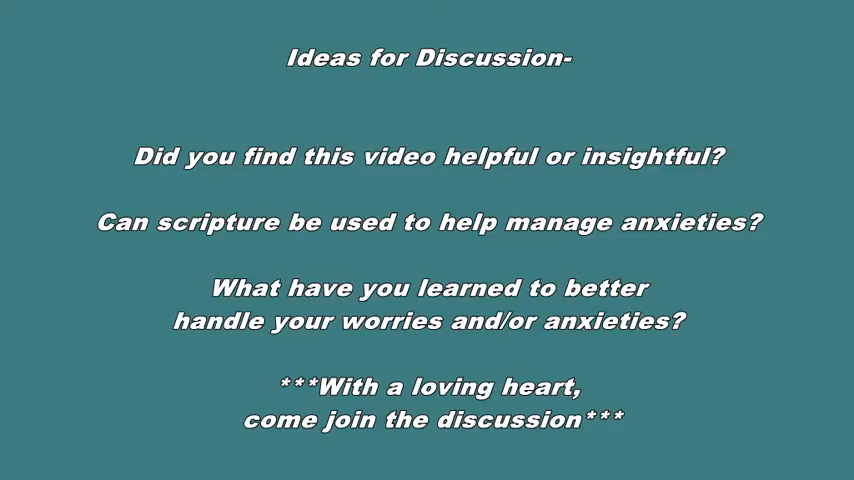 Ideas for Discussion-
Did you find this video helpful or insightful?
Can scripture be used to help manage anxieties?
What have you learned to better
handle your worries and/or anxieties?
***With a loving heart,
come join the discussion***